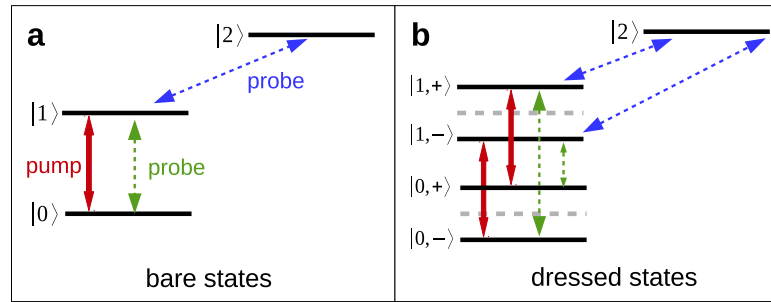 a
|2⟩
probe
|1⟩
pump
probe
|0⟩
bare states
b
|2⟩
|1,+⟩
|1,−⟩
|0,+⟩
|0,−⟩
dressed states